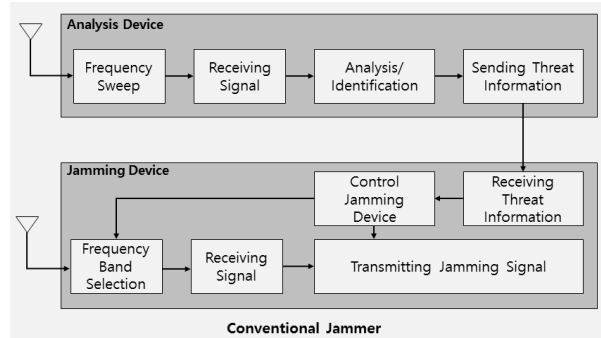 Analysis Device
Frequency
Sweep
Receiving
Signal
Analysis/
Identification
Sending Threat
Information
Jamming Device
Control
Jamming
Device
Receiving
Threat
Information
Frequency
Band
Selection
Receiving
Signal
Transmitting Jamming Signal
Conventional Jammer